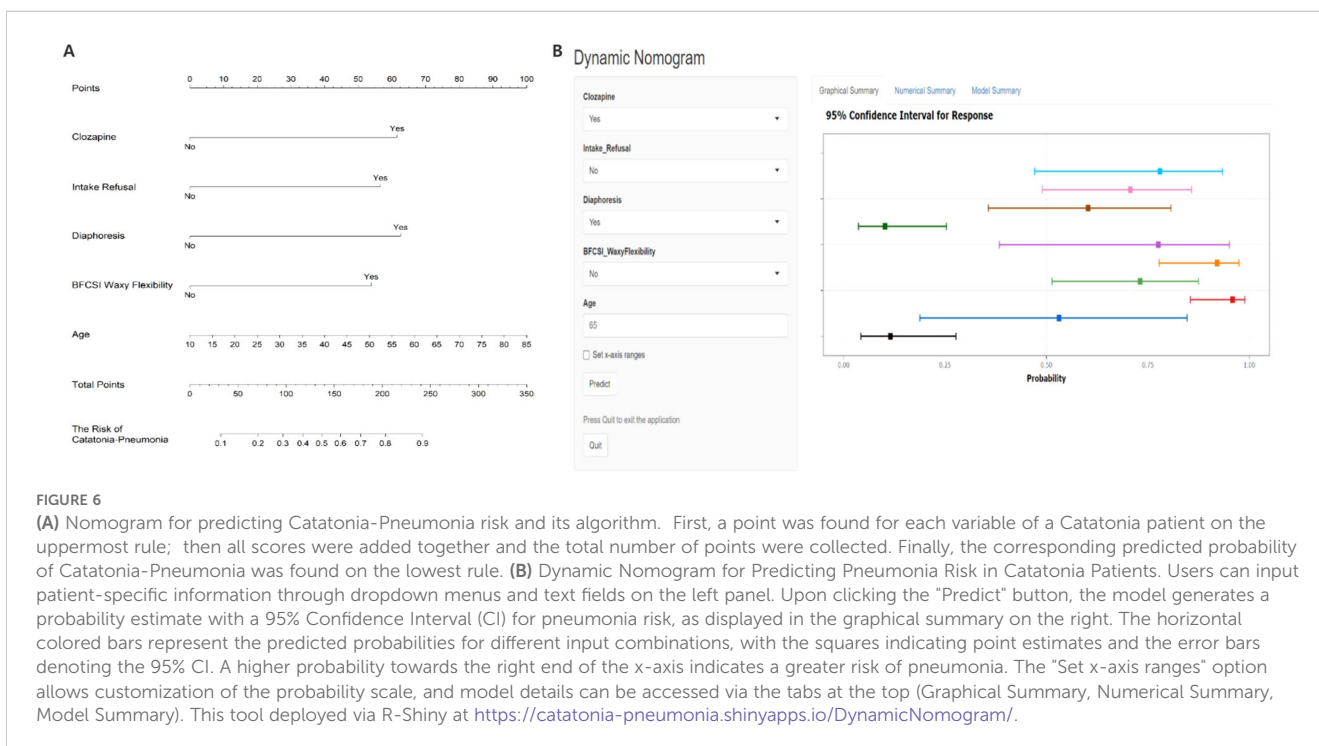 A
Points
0 10 20 30 40 50 60 70 80 90 100
Clozapine
No
Yes
Intake Refusal
No
Yes
Diaphoresis
No
Yes
BFCSI Waxy Flexibility
No
Yes
Age
10 15 20 25 30 35 40 45 50 55 60 65 70 75 80 85
Total Points
0 50 100 150 200 250 300 350
The Risk of
Catatonia-Pneumonia
0.1 0.2 0.3 0.4 0.5 0.6 0.7 0.8 0.9
B
Dynamic Nomogram
Clozapine
Yes
Intake_Refusal
No
Diaphoresis
Yes
BFCSI_WaxyFlexibility
No
Age
65
Set x-axis ranges
Predict
Press Quit to exit the application
Quit
Graphical Summary Numerical Summary Model Summary
95% Confidence Interval for Response
0.00 0.25 0.50 0.75 1.00
Probability
FIGURE 6
(A) Nomogram for predicting Catatonia-Pneumonia risk and its algorithm. First, a point was found for each variable of a Catatonia patient on the
uppermost rule; then all scores were added together and the total number of points were collected. Finally, the corresponding predicted probability
of Catatonia-Pneumonia was found on the lowest rule. (B) Dynamic Nomogram for Predicting Pneumonia Risk in Catatonia Patients. Users can input
patient-specific information through dropdown menus and text fields on the left panel. Upon clicking the "Predict" button, the model generates a
probability estimate with a 95% Confidence Interval (CI) for pneumonia risk, as displayed in the graphical summary on the right. The horizontal
colored bars represent the predicted probabilities for different input combinations, with the squares indicating point estimates and the error bars
denoting the 95% CI. A higher probability towards the right end of the x-axis indicates a greater risk of pneumonia. The "Set x-axis ranges" option
allows customization of the probability scale, and model details can be accessed via the tabs at the top (Graphical Summary, Numerical Summary,
Model Summary). This tool deployed via R-Shiny at https://catatonia-pneumonia.shinyapps.io/DynamicNomogram/.